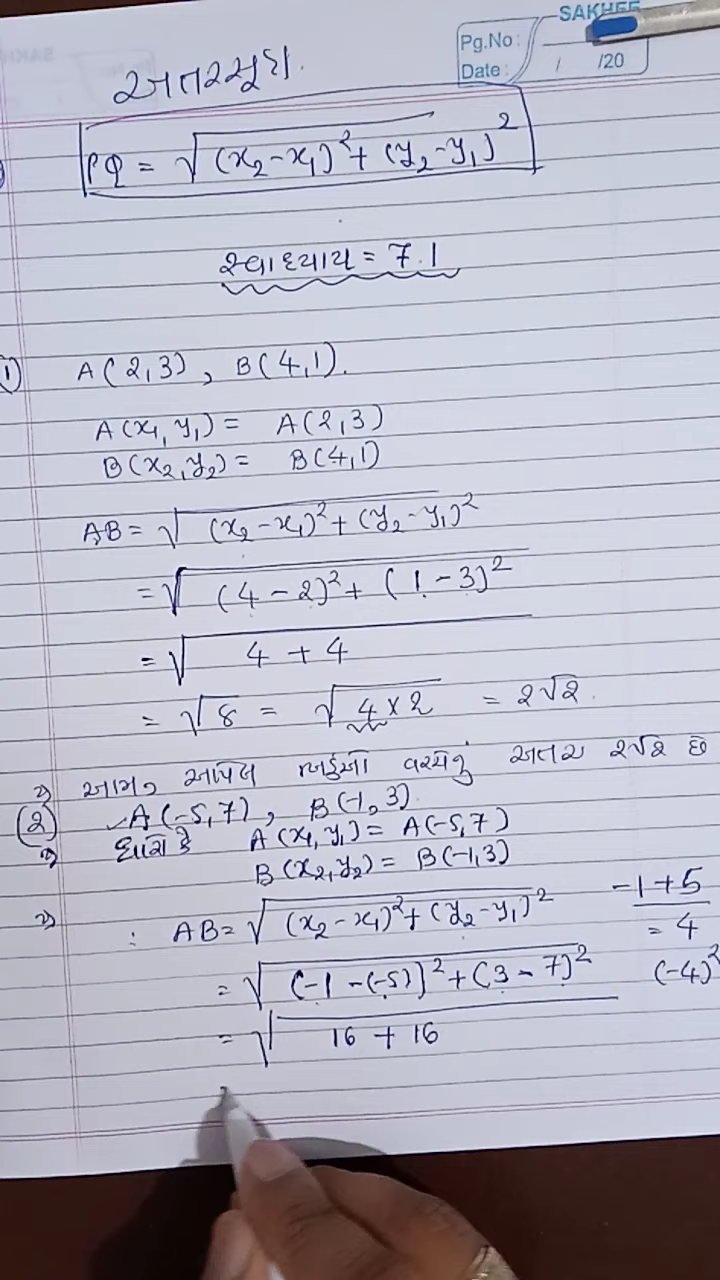 SAKHEE
Pg.No:
Date: / /20
અંતરસૂત્ર.
PQ = √(x₂-x₁)²+(y₂-y₁)²
સ્વાધ્યાય = 7.1
① A(2,3), B(4,1).
A(x₁, y₁) = A(2,3)
B(x₂,y₂) = B(4,1)
AB = √(x₂-x₁)²+(y₂-y₁)²
= √(4-2)²+(1-3)²
= √4+4
= √8 = √4×2 = 2√2.
⇒ આમ, આપેલ વચ્ચેનું અંતર 2√2 છે
② A(-5,7), B(-1,3).
⇒ ધારો કે A(x₁,y₁) = A(-5,7)
B(x₂,y₂) = B(-1,3)
⇒ : AB = √(x₂-x₁)²+(y₂-y₁)²
-1+5
= 4
= √(-1-(-5))²+(3-7)²
(-4)²
= √16+16